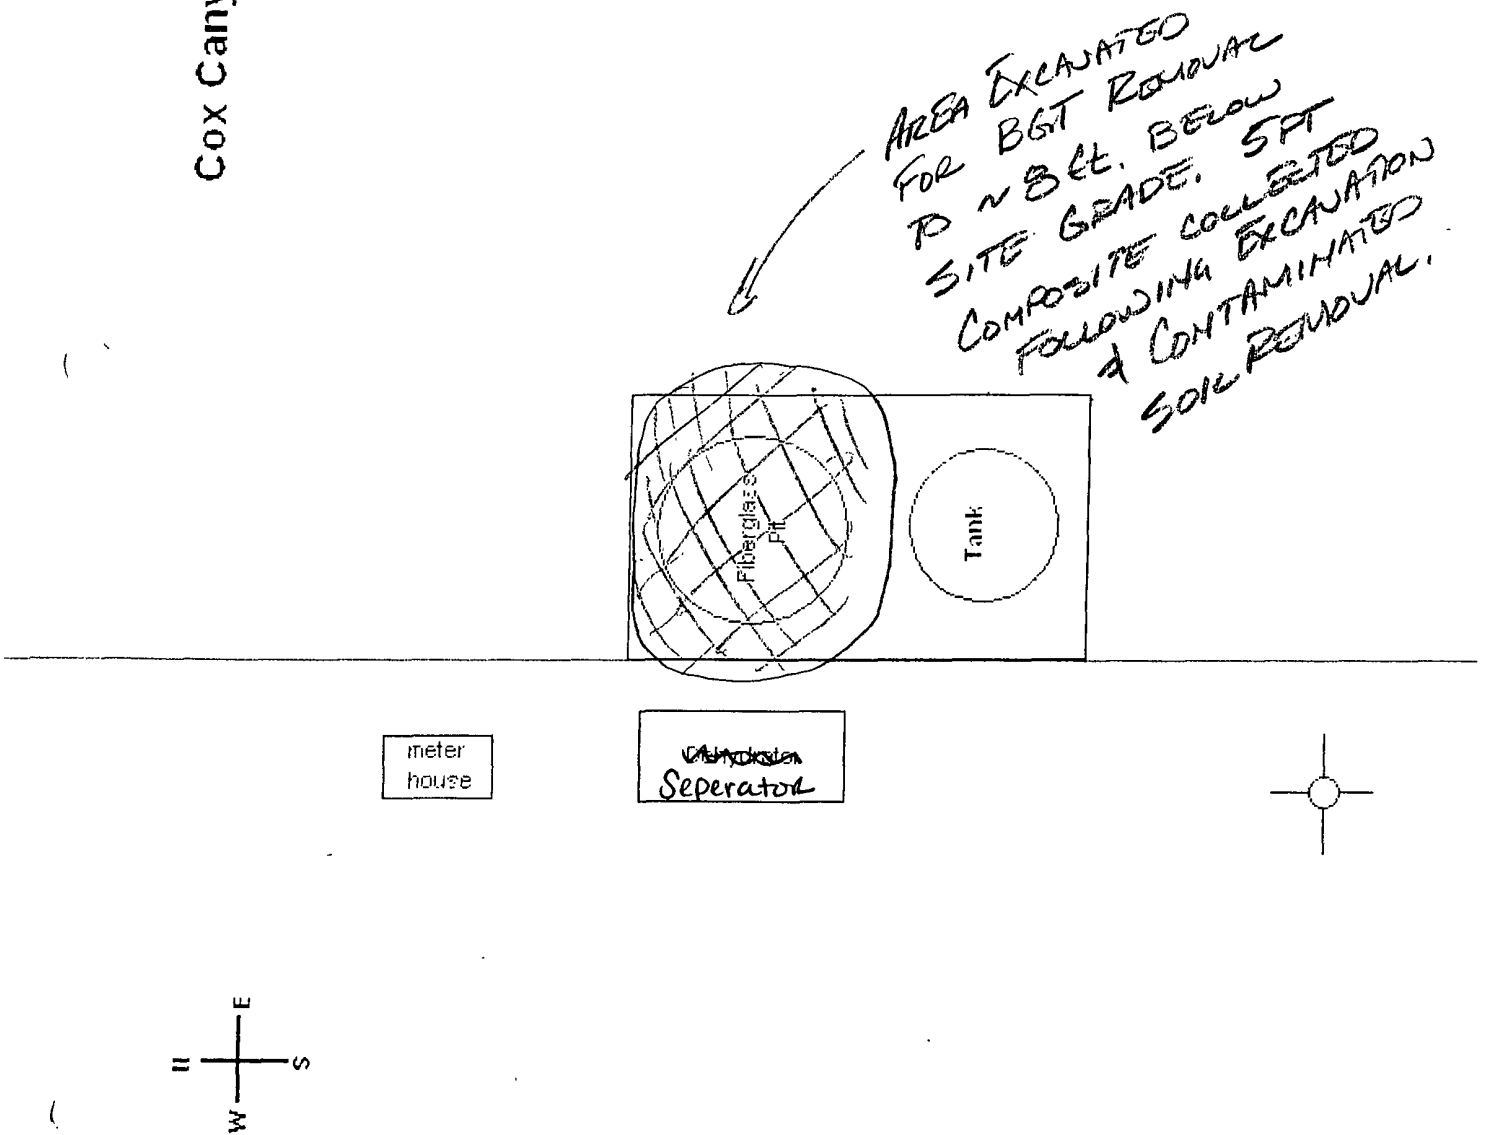 Cox Cany
AREA EXCAVATED
FOR BGT REMOVAL
TO ~ 8 ft. BELOW
SITE GRADE. 5PT
COMPOSITE COLLECTED
FOLLOWING EXCAVATION
& CONTAMINATED
SOIL REMOVAL.
Fiberglass
Pit
Tank
meter
house
Seperator
E
S
W